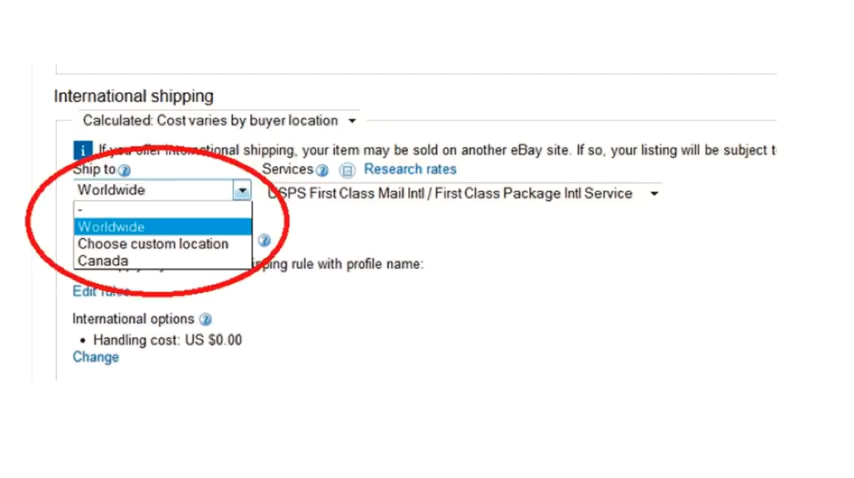 International shipping
Calculated: Cost varies by buyer location
If you offer international shipping, your item may be sold on another eBay site. If so, your listing will be subject
Ship to
Services
Research rates
Worldwide
USPS First Class Mail Intl / First Class Package Intl Service
-
Worldwide
Choose custom location
Canada
rule with profile name:
Edit rules
International options
• Handling cost: US $0.00
Change